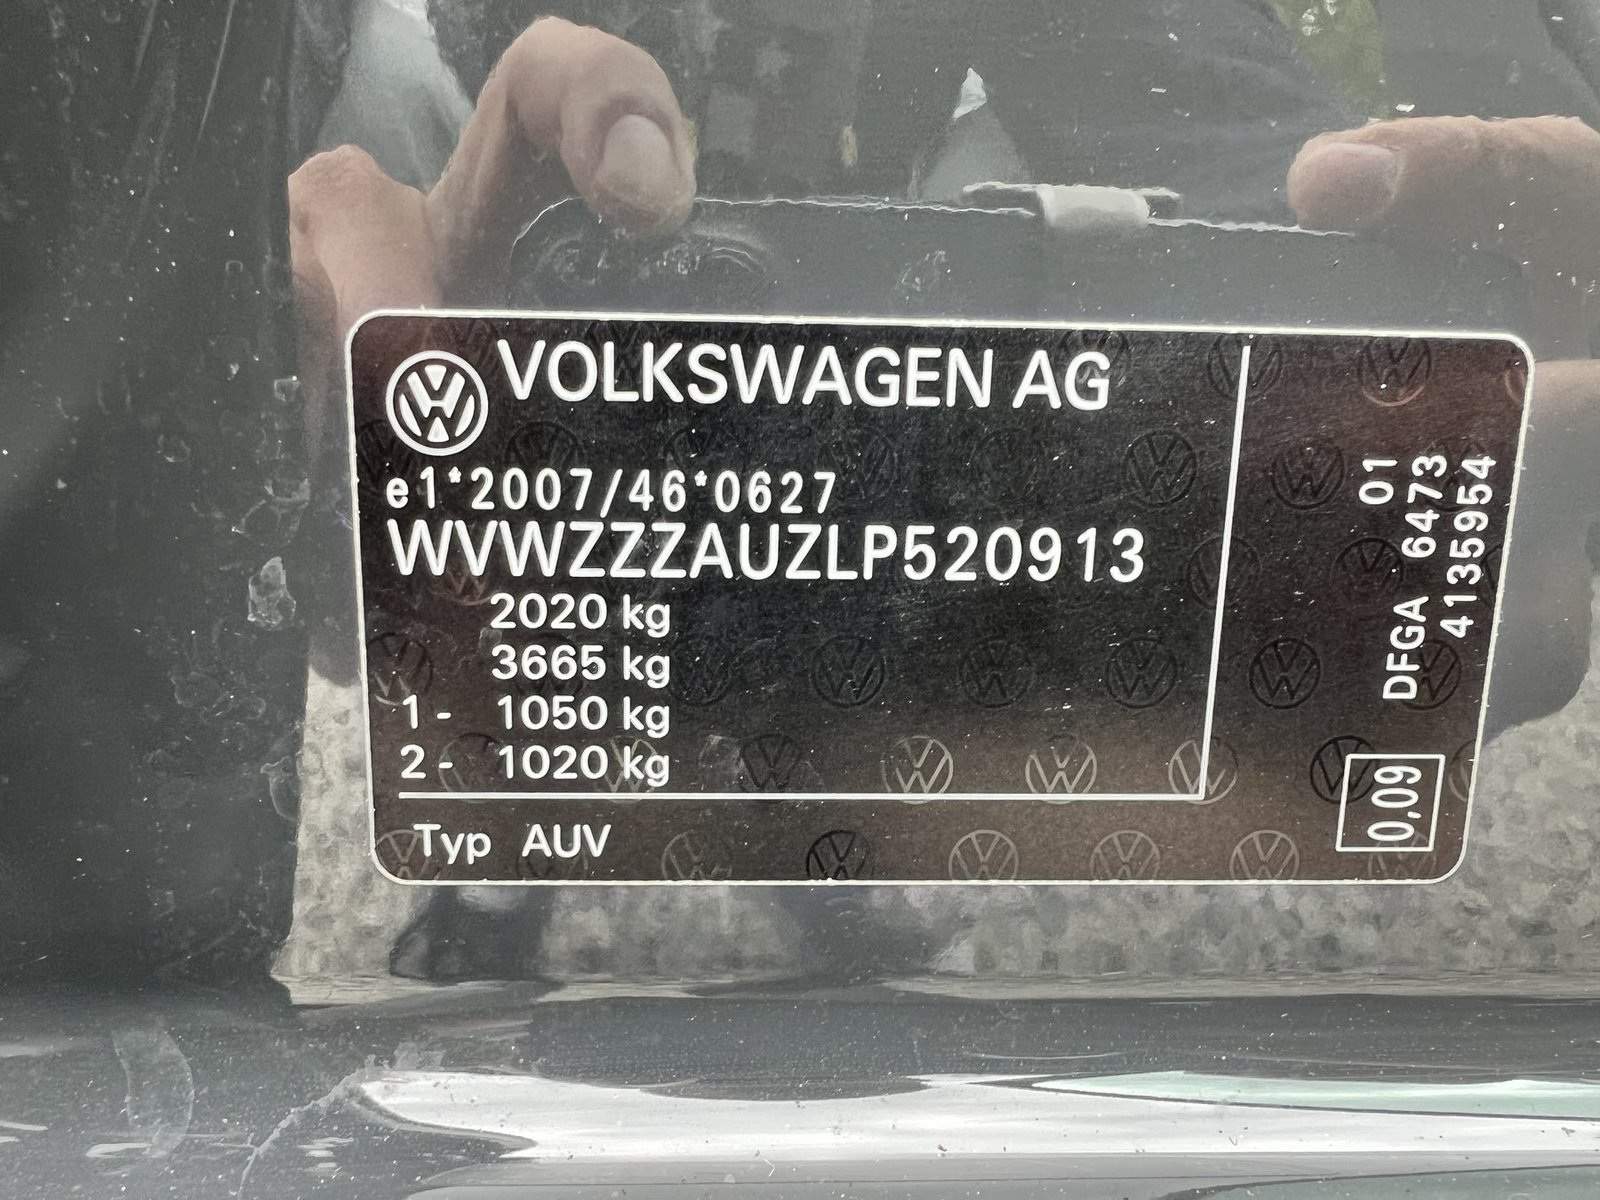 VOLKSWAGEN AG
e1*2007/46*0627
WVWZZZAUZLP520913
2020 kg
3665 kg
1- 1050 kg
2- 1020 kg
Typ AUV
01
DFGA 6473
4135954
0,09